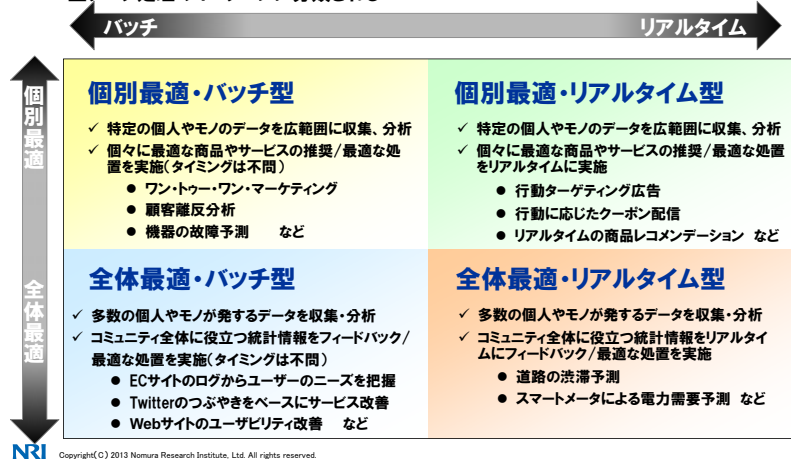 バッチ
リアルタイム
個別最適
全体最適
個別最適・バッチ型
✓ 特定の個人やモノのデータを広範囲に収集、分析
✓ 個々に最適な商品やサービスの推奨/最適な処
置を実施(タイミングは不問)
● ワン・トゥー・ワン・マーケティング
● 顧客離反分析
● 機器の故障予測 など
個別最適・リアルタイム型
✓ 特定の個人やモノのデータを広範囲に収集、分析
✓ 個々に最適な商品やサービスの推奨/最適な処置
をリアルタイムに実施
● 行動ターゲティング広告
● 行動に応じたクーポン配信
● リアルタイムの商品レコメンデーション など
全体最適・バッチ型
✓ 多数の個人やモノが発するデータを収集・分析
✓ コミュニティ全体に役立つ統計情報をフィードバック/
最適な処置を実施(タイミングは不問)
● ECサイトのログからユーザーのニーズを把握
● Twitterのつぶやきをベースにサービス改善
● Webサイトのユーザビリティ改善 など
全体最適・リアルタイム型
✓ 多数の個人やモノが発するデータを収集・分析
✓ コミュニティ全体に役立つ統計情報をリアルタイ
ムにフィードバック/最適な処置を実施
● 道路の渋滞予測
● スマートメータによる電力需要予測 など
NRI Copyright(C) 2013 Nomura Research Institute, Ltd. All rights reserved.